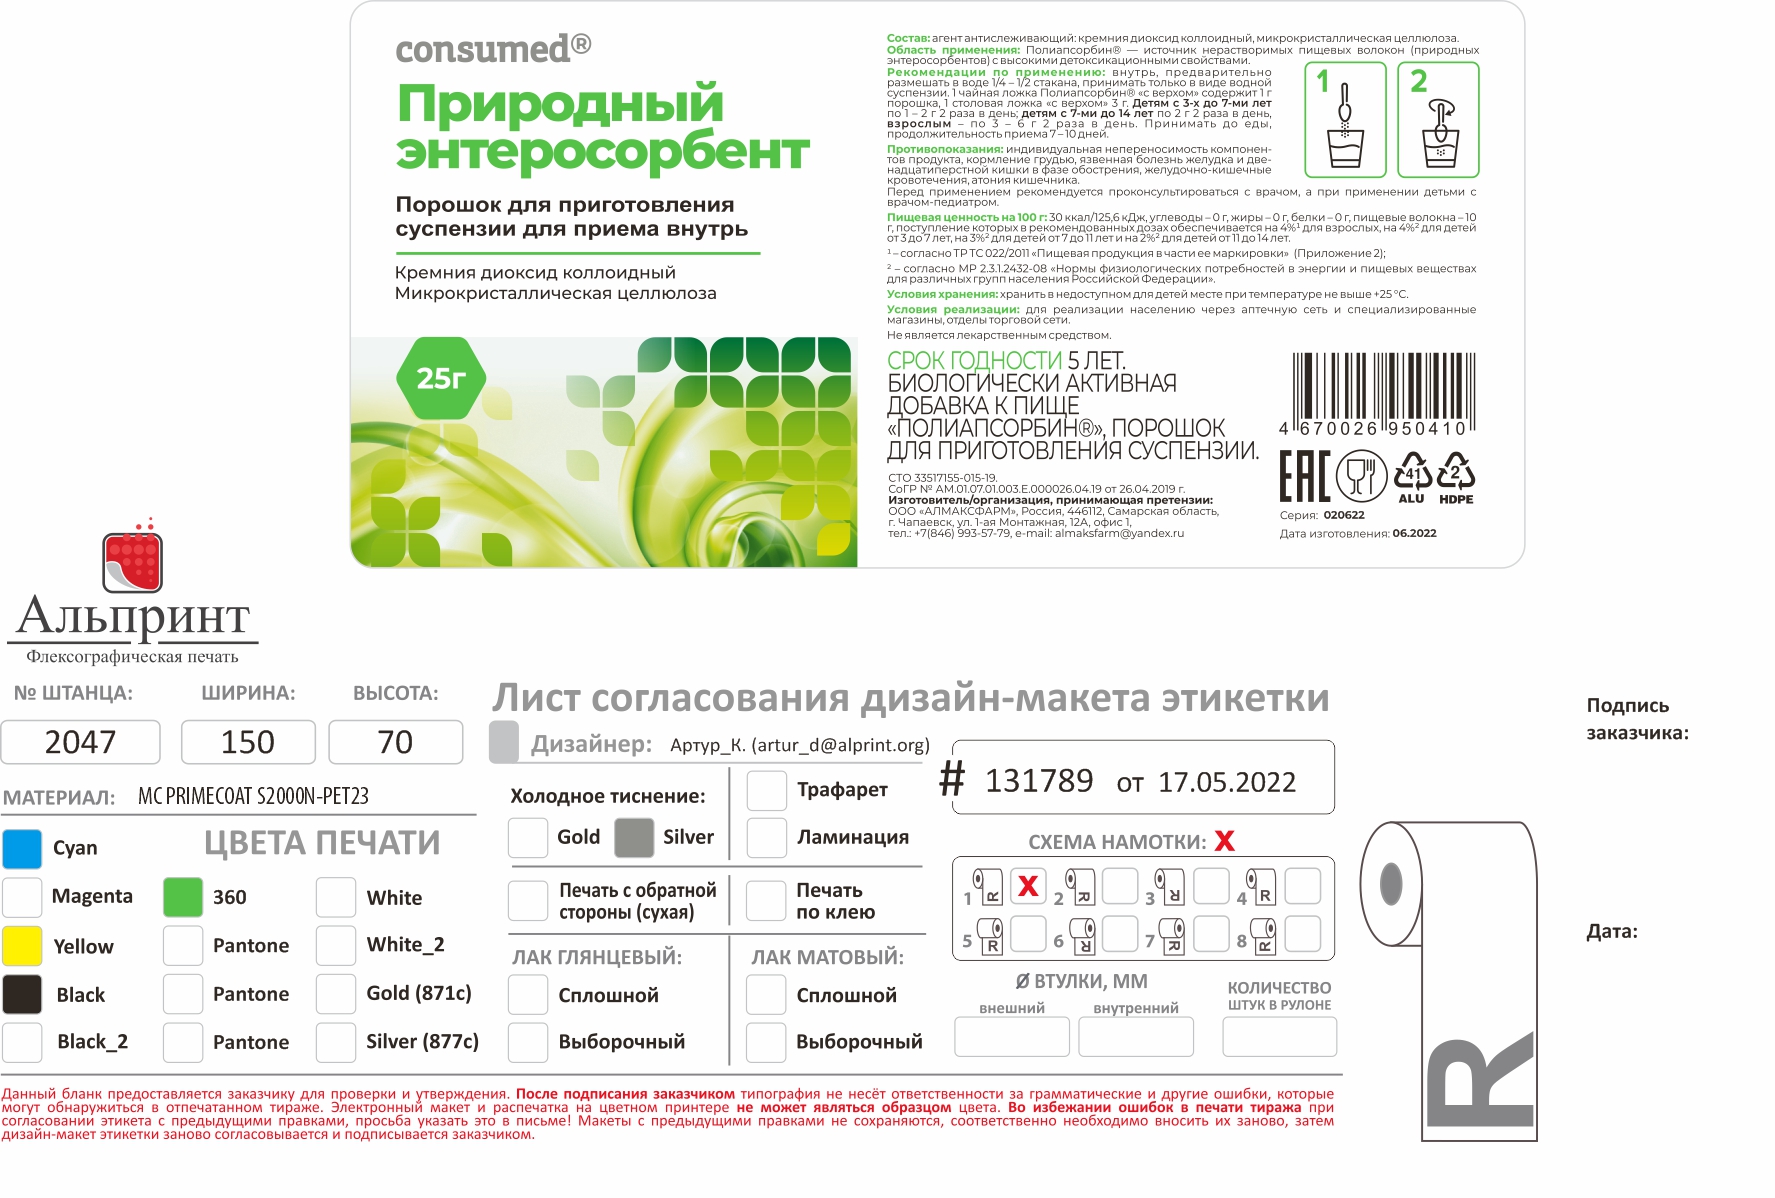 consumed®
Природный
энтеросорбент
Порошок для приготовления
суспензии для приема внутрь
Кремния диоксид коллоидный
Микрокристаллическая целлюлоза
25г
Состав: агент антислеживающий: кремния диоксид коллоидный, микрокристаллическая целлюлоза.
Область применения: Полиапсорбин® — источник нерастворимых пищевых волокон (природных
энтеросорбентов) с высокими детоксикационными свойствами.
Рекомендации по применению: внутрь, предварительно
размешать в воде 1/4 – 1/2 стакана, принимать только в виде водной
суспензии. 1 чайная ложка Полиапсорбин® «с верхом» содержит 1 г
порошка, 1 столовая ложка «с верхом» 3 г. Детям с 3-х до 7-ми лет
по 1 – 2 г 2 раза в день; детям с 7-ми до 14 лет по 2 г 2 раза в день,
взрослым – по 3 – 6 г 2 раза в день. Принимать до еды,
продолжительность приема 7 – 10 дней.
1
2
Противопоказания: индивидуальная непереносимость компонен-
тов продукта, кормление грудью, язвенная болезнь желудка и две-
надцатиперстной кишки в фазе обострения, желудочно-кишечные
кровотечения, атония кишечника.
Перед применением рекомендуется проконсультироваться с врачом, а при применении детьми с
врачом-педиатром.
Пищевая ценность на 100 г: 30 ккал/125,6 кДж, углеводы – 0 г, жиры – 0 г, белки – 0 г, пищевые волокна – 10
г, поступление которых в рекомендованных дозах обеспечивается на 4%¹ для взрослых, на 4%² для детей
от 3 до 7 лет, на 3%² для детей от 7 до 11 лет и на 2%² для детей от 11 до 14 лет.
¹ – согласно ТР ТС 022/2011 «Пищевая продукция в части ее маркировки» (Приложение 2);
² – согласно МР 2.3.1.2432-08 «Нормы физиологических потребностей в энергии и пищевых веществах
для различных групп населения Российской Федерации».
Условия хранения: хранить в недоступном для детей месте при температуре не выше +25 °С.
Условия реализации: для реализации населению через аптечную сеть и специализированные
магазины, отделы торговой сети.
Не является лекарственным средством.
СРОК ГОДНОСТИ 5 ЛЕТ.
БИОЛОГИЧЕСКИ АКТИВНАЯ
ДОБАВКА К ПИЩЕ
«ПОЛИАПСОРБИН®», ПОРОШОК
ДЛЯ ПРИГОТОВЛЕНИЯ СУСПЕНЗИИ.
СТО 33517155-015-19.
СоГР № AM.01.07.01.003.E.000026.04.19 от 26.04.2019 г.
Изготовитель/организация, принимающая претензии:
ООО «АЛМАКСФАРМ», Россия, 446112, Самарская область,
г. Чапаевск, ул. 1-ая Монтажная, 12А, офис 1,
тел.: +7(846) 993-57-79, e-mail: almaksfarm@yandex.ru
4 670026 950410
EAC
41
ALU
2
HDPE
Серия: 020622
Дата изготовления: 06.2022
Альпринт
Флексографическая печать
№ ШТАНЦА: ШИРИНА: ВЫСОТА:
2047 150 70
МАТЕРИАЛ: MC PRIMECOAT S2000N-PET23
ЦВЕТА ПЕЧАТИ
Cyan
Magenta 360 White
Yellow Pantone White_2
Black Pantone Gold (871c)
Black_2 Pantone Silver (877c)
Лист согласования дизайн-макета этикетки
Дизайнер: Артур_К. (artur_d@alprint.org)
# 131789 от 17.05.2022
Холодное тиснение:
Gold Silver
Трафарет
Ламинация
Печать с обратной
стороны (сухая)
Печать
по клею
ЛАК ГЛЯНЦЕВЫЙ:
Сплошной
Выборочный
ЛАК МАТОВЫЙ:
Сплошной
Выборочный
СХЕМА НАМОТКИ: X
1 R X 2 R 3 R 4 R
5 R 6 R 7 R 8 R
Ø ВТУЛКИ, ММ
внешний внутренний
КОЛИЧЕСТВО
ШТУК В РУЛОНЕ
Подпись
заказчика:
Дата:
R
Данный бланк предоставляется заказчику для проверки и утверждения. После подписания заказчиком типография не несёт ответственности за грамматические и другие ошибки, которые
могут обнаружиться в отпечатанном тираже. Электронный макет и распечатка на цветном принтере не может являться образцом цвета. Во избежании ошибок в печати тиража при
согласовании этикета с предыдущими правками, просьба указать это в письме! Макеты с предыдущими правками не сохраняются, соответственно необходимо вносить их заново, затем
дизайн-макет этикетки заново согласовывается и подписывается заказчиком.